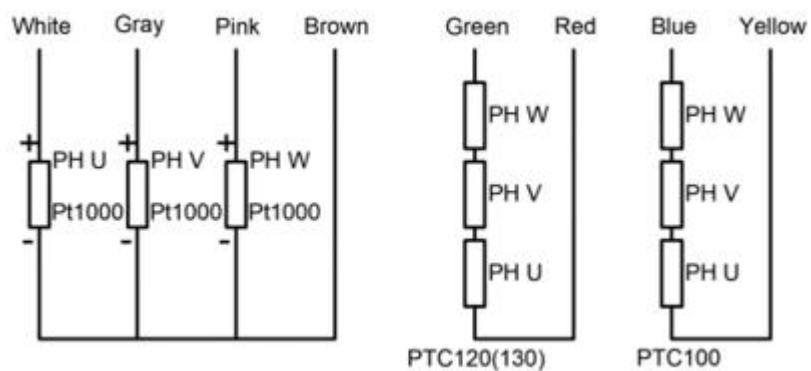 White Gray Pink Brown Green Red Blue Yellow
+ + + PH W PH W
PH U PH V PH W
Pt1000 Pt1000 Pt1000 PH V PH V
- - - PH U PH U
PTC120(130) PTC100